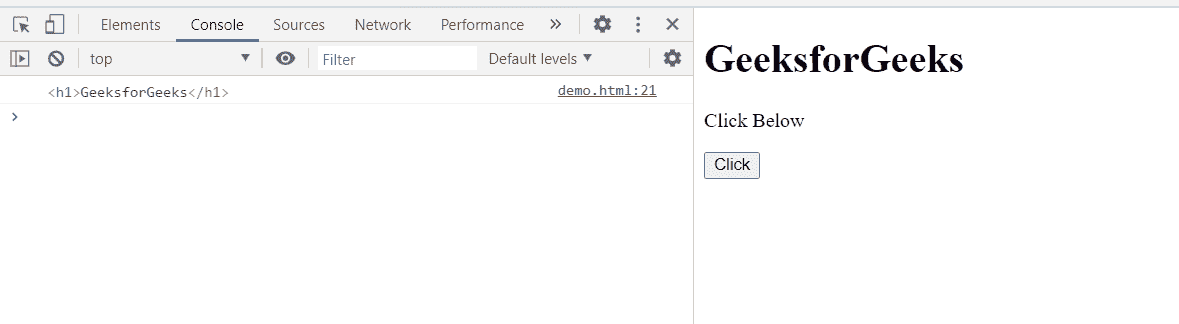 Elements Console Sources Network Performance »
top Filter Default levels
<h1>GeeksforGeeks</h1> demo.html:21
GeeksforGeeks
Click Below
Click